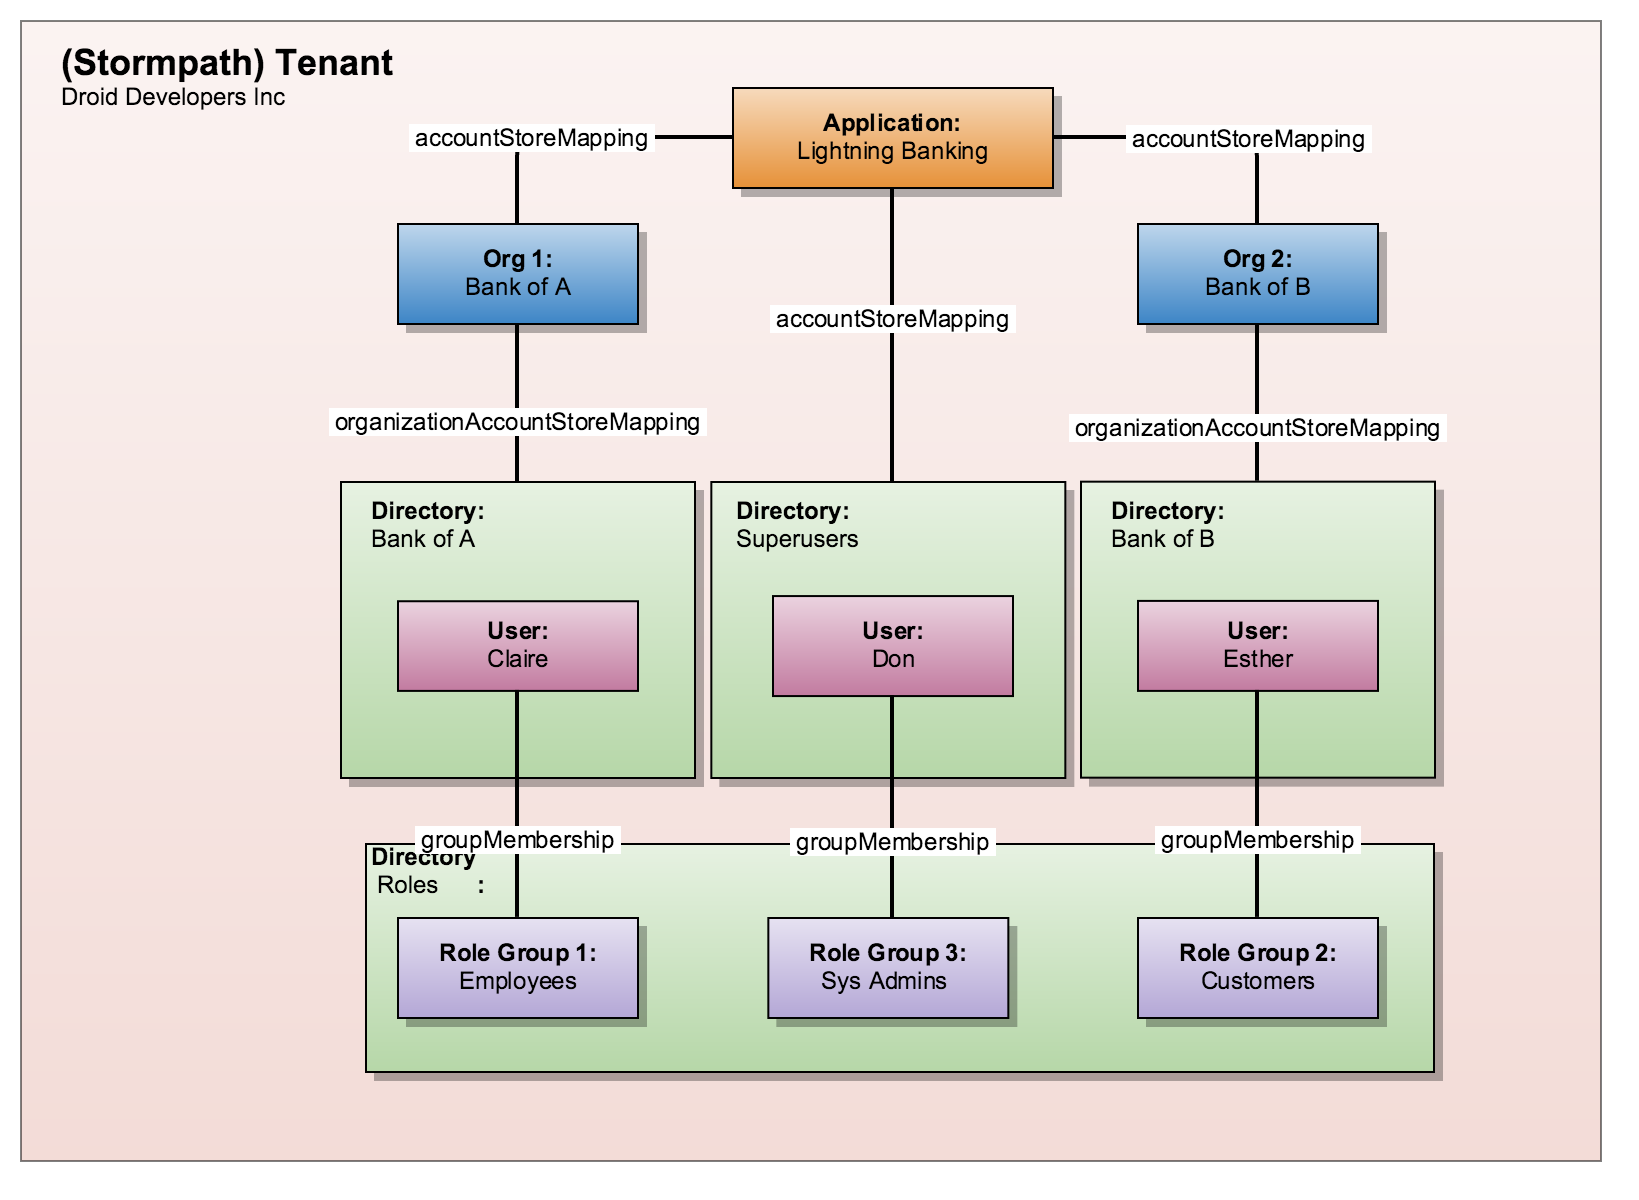 (Stormpath) Tenant
Droid Developers Inc
Application:
Lightning Banking
accountStoreMapping
accountStoreMapping
Org 1:
Bank of A
Org 2:
Bank of B
accountStoreMapping
organizationAccountStoreMapping
organizationAccountStoreMapping
Directory:
Bank of A
Directory:
Superusers
Directory:
Bank of B
User:
Claire
User:
Don
User:
Esther
groupMembership
groupMembership
groupMembership
Directory
Roles :
Role Group 1:
Employees
Role Group 3:
Sys Admins
Role Group 2:
Customers